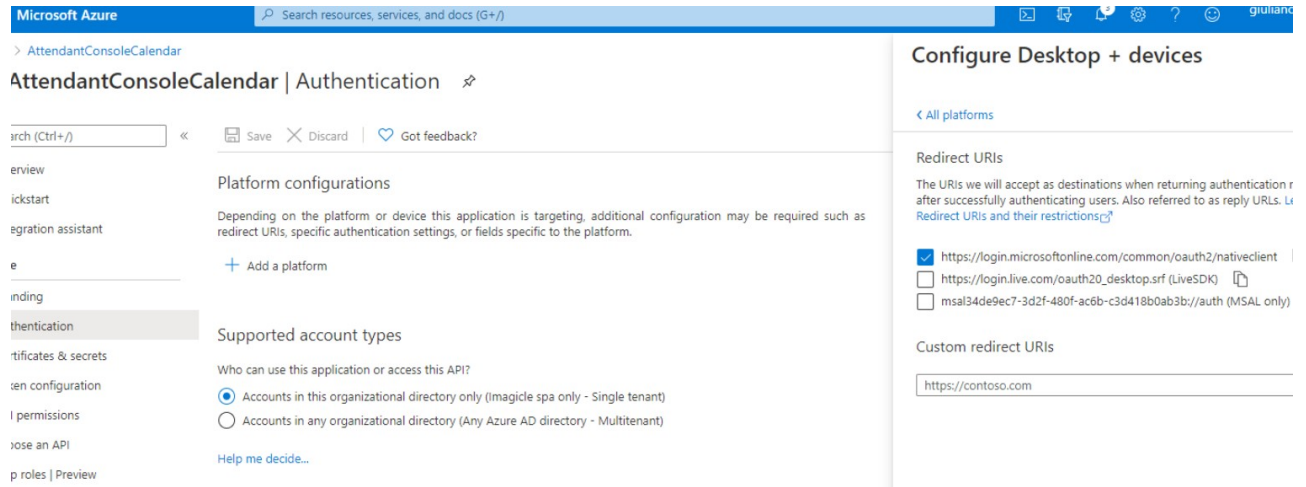 Microsoft Azure
Search resources, services, and docs (G+/)
3
giuliano
> AttendantConsoleCalendar
AttendantConsoleCalendar | Authentication
arch (Ctrl+/)
«
Save
Discard
Got feedback?
erview
ickstart
egration assistant
e
nding
thentication
rtificates & secrets
ken configuration
I permissions
pose an API
p roles | Preview
Platform configurations
Depending on the platform or device this application is targeting, additional configuration may be required such as
redirect URIs, specific authentication settings, or fields specific to the platform.
+ Add a platform
Supported account types
Who can use this application or access this API?
Accounts in this organizational directory only (Imagicle spa only - Single tenant)
Accounts in any organizational directory (Any Azure AD directory - Multitenant)
Help me decide...
Configure Desktop + devices
All platforms
Redirect URIs
The URIs we will accept as destinations when returning authentication r
after successfully authenticating users. Also referred to as reply URLs. Le
Redirect URIs and their restrictions
https://login.microsoftonline.com/common/oauth2/nativeclient
https://login.live.com/oauth20_desktop.srf (LiveSDK)
msal34de9ec7-3d2f-480f-ac6b-c3d418b0ab3b://auth (MSAL only)
Custom redirect URIs
https://contoso.com